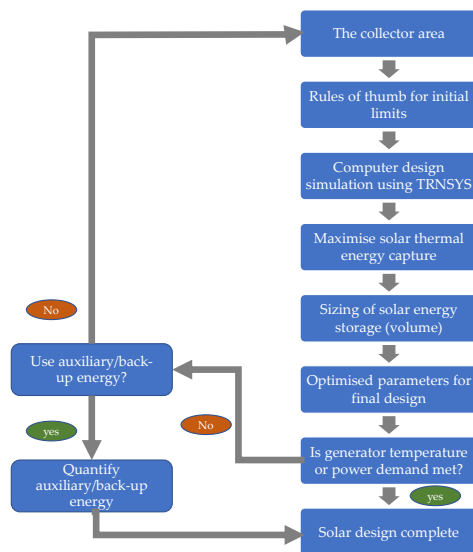 The collector area
Rules of thumb for initial
limits
Computer design
simulation using TRNSYS
Maximise solar thermal
energy capture
Sizing of solar energy
storage (volume)
Optimised parameters for
final design
Is generator temperature
or power demand met?
yes
Solar design complete
No
Use auxiliary/back-
up energy?
No
yes
Quantify
auxiliary/back-up
energy